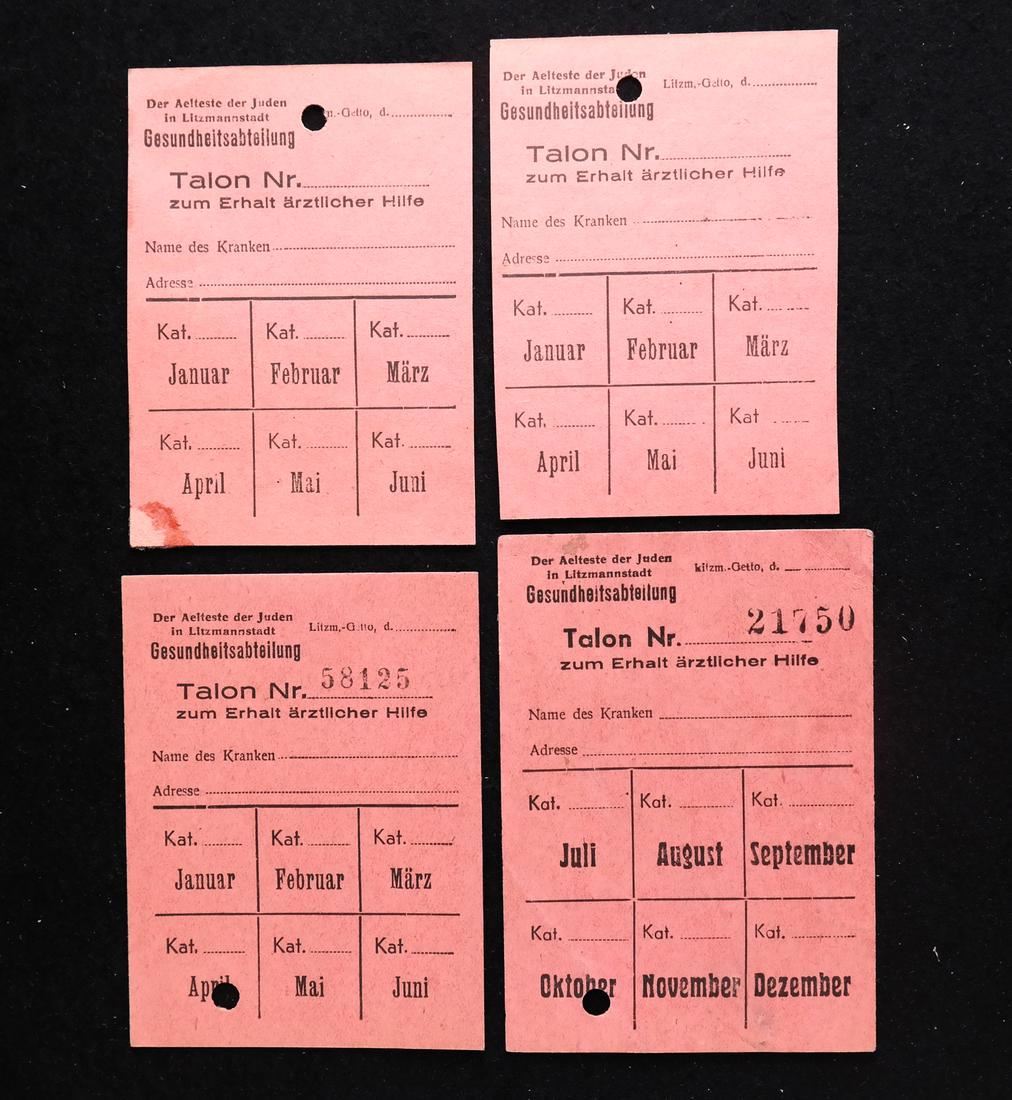 Der Aelteste der Juden
in Litzmannstadt
Gesundheitsabteilung
m.-Getto, d.
Talon Nr.
zum Erhalt ärztlicher Hilfe
Name des Kranken
Adresse
Kat. Kat. Kat.
Januar Februar März
Kat. Kat. Kat.
April Mai Juni
Der Aelteste der Juden
in Litzmannsta
Gesundheitsabteilung
Litzm.-Getto, d.
Talon Nr.
zum Erhalt ärztlicher Hilfe
Name des Kranken
Adresse
Kat. Kat. Kat.
Januar Februar März
Kat. Kat. Kat
April Mai Juni
Der Aelteste der Juden
in Litzmannstadt
Gesundheitsabteilung
Litzm.-Getto, d.
Talon Nr. 58125
zum Erhalt ärztlicher Hilfe
Name des Kranken
Adresse
Kat. Kat. Kat.
Januar Februar März
Kat. Kat. Kat.
April Mai Juni
Der Aelteste der Juden
in Litzmannstadt
Gesundheitsabteilung
Litzm.-Getto, d.
Talon Nr. 21750
zum Erhalt ärztlicher Hilfe
Name des Kranken
Adresse
Kat. Kat. Kat.
Juli August September
Kat. Kat. Kat.
Oktober November Dezember